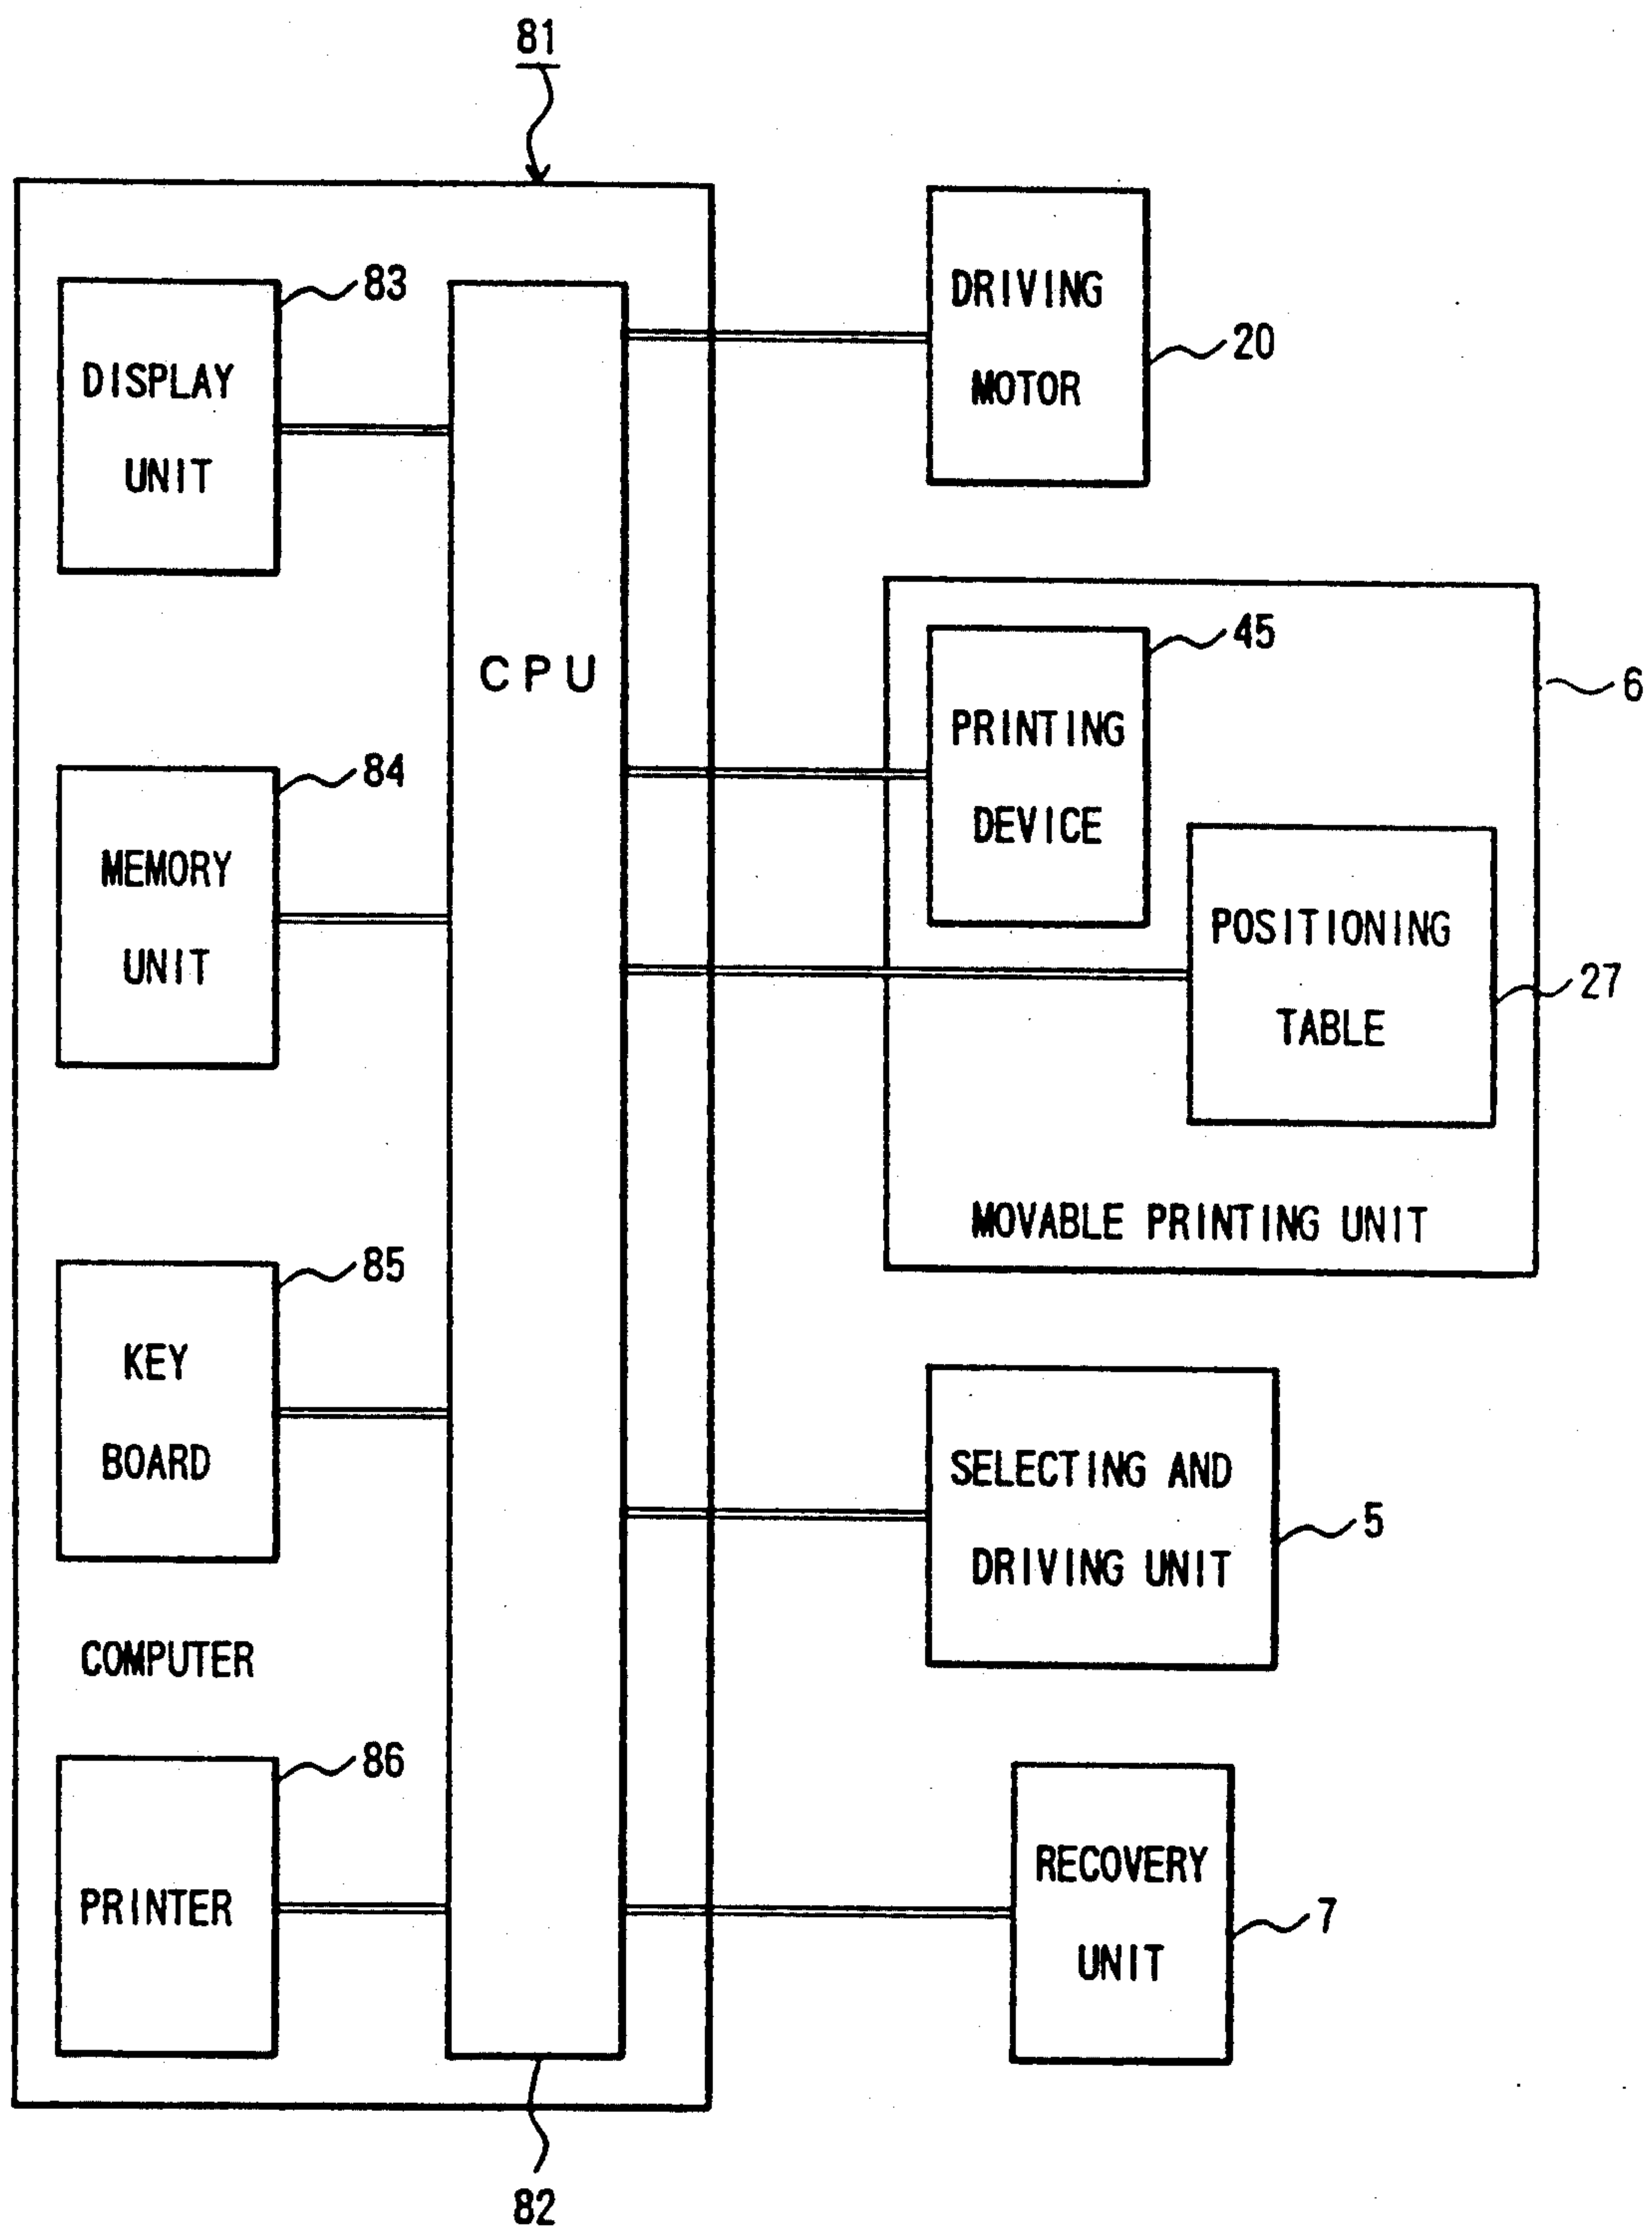 81
83
DISPLAY
UNIT
CPU
DRIVING
MOTOR
20
84
MEMORY
UNIT
45
PRINTING
DEVICE
6
POSITIONING
TABLE
27
MOVABLE PRINTING UNIT
85
KEY
BOARD
SELECTING AND
DRIVING UNIT
5
COMPUTER
86
PRINTER
RECOVERY
UNIT
7
82